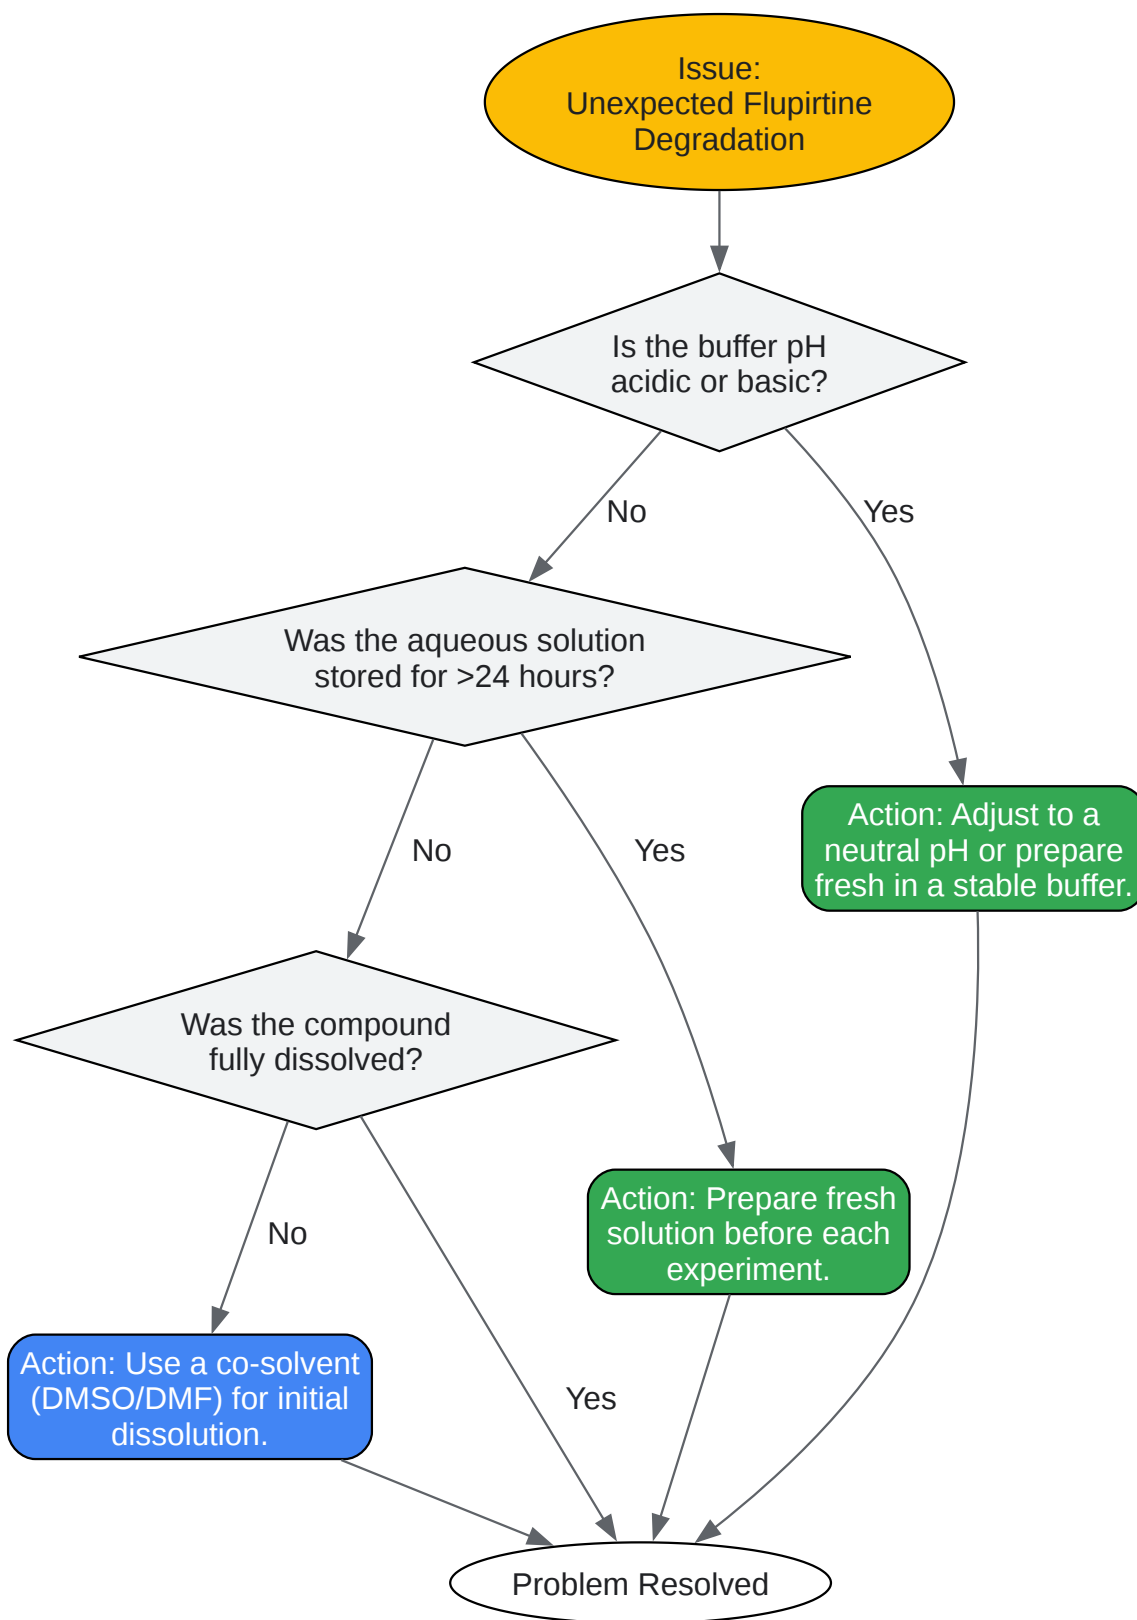 Issue:
Unexpected Flupirtine
Degradation
Is the buffer pH
acidic or basic?
No
Yes
Was the aqueous solution
stored for >24 hours?
No
Yes
Action: Adjust to a
neutral pH or prepare
fresh in a stable buffer.
Was the compound
fully dissolved?
Action: Prepare fresh
solution before each
experiment.
No
Yes
Action: Use a co-solvent
(DMSO/DMF) for initial
dissolution.
Problem Resolved